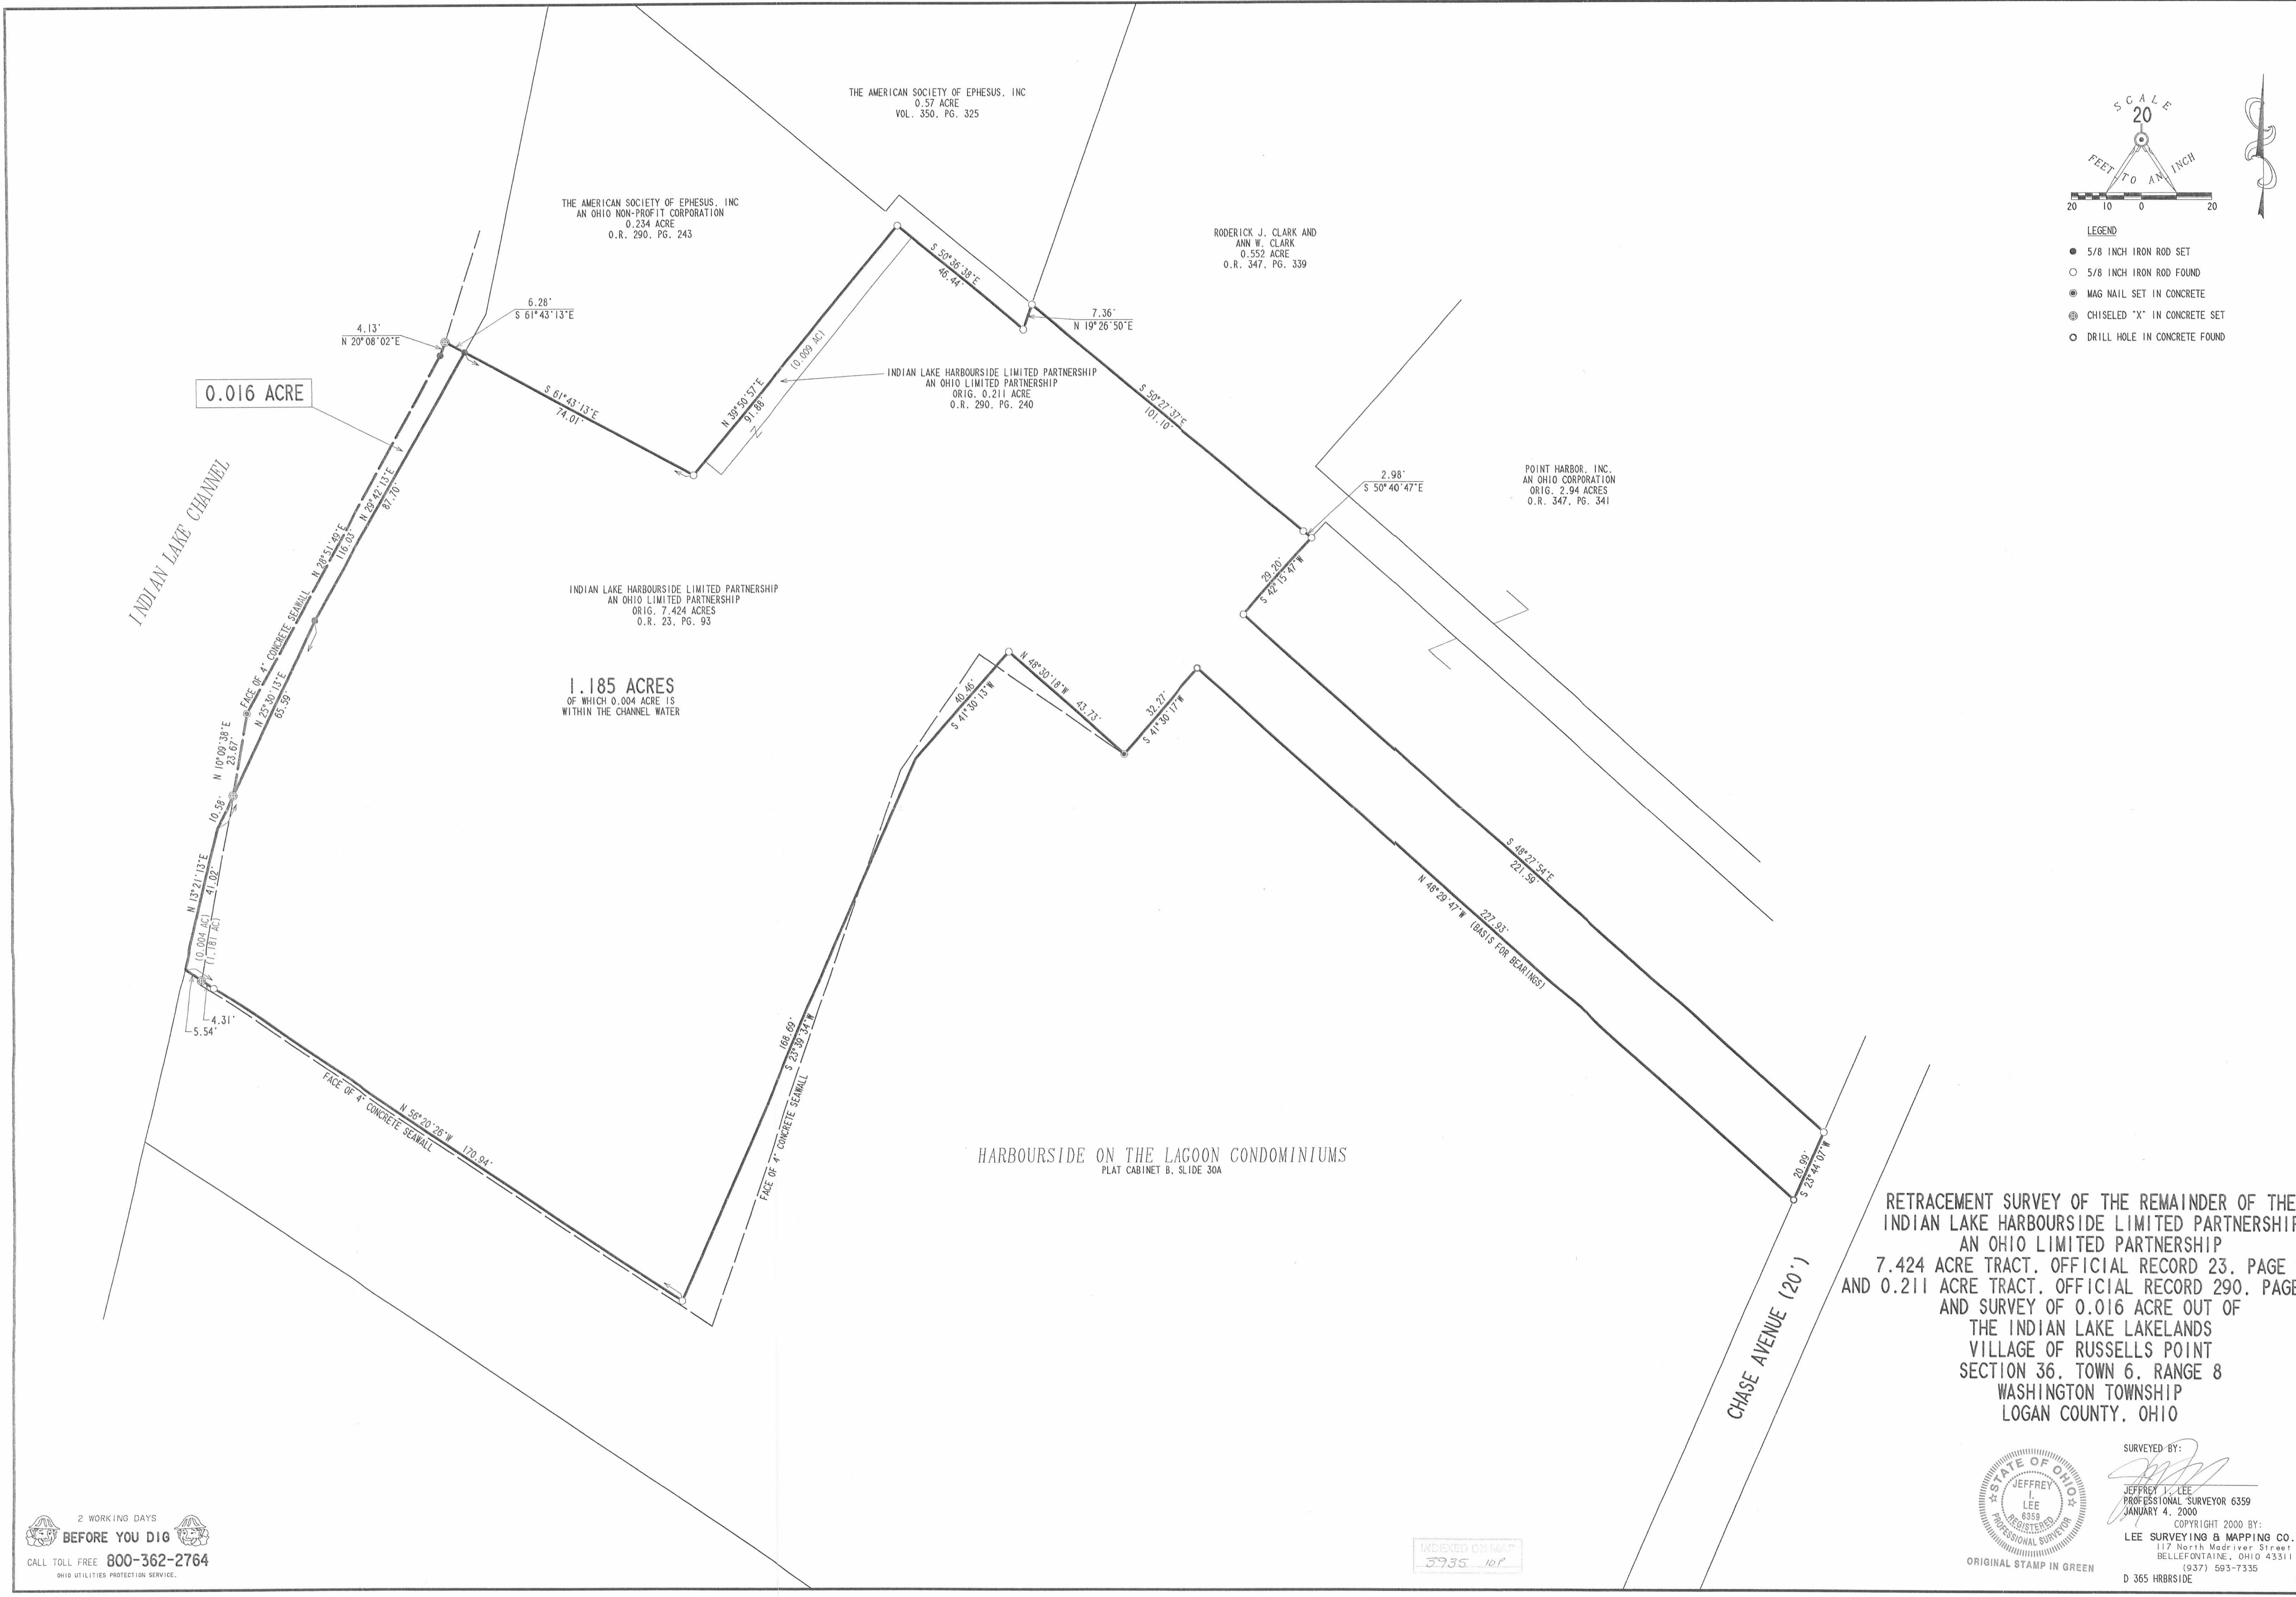 THE AMERICAN SOCIETY OF EPHESUS, INC
0.57 ACRE
VOL. 350, PG. 325
THE AMERICAN SOCIETY OF EPHESUS, INC
AN OHIO NON-PROFIT CORPORATION
0.234 ACRE
O.R. 290, PG. 243
RODERICK J. CLARK AND
ANN W. CLARK
0.552 ACRE
O.R. 347, PG. 339
SCALE
20
FEET TO AN INCH
20 10 0 20
LEGEND
5/8 INCH IRON ROD SET
5/8 INCH IRON ROD FOUND
MAG NAIL SET IN CONCRETE
CHISELED "X" IN CONCRETE SET
DRILL HOLE IN CONCRETE FOUND
6.28'
S 61°43'13"E
4.13'
N 20°08'02"E
0.016 ACRE
S 50°36'38"E
46.44'
7.36'
N 19°26'50"E
(0.009 AC)
INDIAN LAKE HARBOURSIDE LIMITED PARTNERSHIP
AN OHIO LIMITED PARTNERSHIP
ORIG. 0.211 ACRE
O.R. 290, PG. 240
S 61°43'13"E
74.01'
N 39°50'57"E
91.88'
S 50°27'37"E
101.10'
2.98'
S 50°40'47"E
POINT HARBOR, INC.
AN OHIO CORPORATION
ORIG. 2.94 ACRES
O.R. 347, PG. 341
INDIAN LAKE CHANNEL
N 29°42'13"E
87.70'
N 28°51'49"E
116.03'
FACE OF 4" CONCRETE SEAWALL
N 25°30'13"E
65.59'
N 10°09'38"E
23.67'
10.58'
N 13°21'13"E
41.02'
(0.004 AC)
(1.181 AC)
4.31'
5.54'
INDIAN LAKE HARBOURSIDE LIMITED PARTNERSHIP
AN OHIO LIMITED PARTNERSHIP
ORIG. 7.424 ACRES
O.R. 23, PG. 93
1.185 ACRES
OF WHICH 0.004 ACRE IS
WITHIN THE CHANNEL WATER
29.20'
S 42°15'47"W
40.46'
S 41°30'13"W
N 48°30'18"W
43.73'
32.27'
S 41°30'17"W
S 48°27'54"E
221.59'
227.93'
N 48°29'47"W (BASIS FOR BEARINGS)
168.69'
S 23°39'34"W
FACE OF 4" CONCRETE SEAWALL
N 56°20'26"W 170.94'
FACE OF 4" CONCRETE SEAWALL
20.99'
S 23°44'07"W
HARBOURSIDE ON THE LAGOON CONDOMINIUMS
PLAT CABINET B, SLIDE 30A
CHASE AVENUE (20')
RETRACEMENT SURVEY OF THE REMAINDER OF THE
INDIAN LAKE HARBOURSIDE LIMITED PARTNERSHIP
AN OHIO LIMITED PARTNERSHIP
7.424 ACRE TRACT, OFFICIAL RECORD 23, PAGE
AND 0.211 ACRE TRACT, OFFICIAL RECORD 290, PAGE
AND SURVEY OF 0.016 ACRE OUT OF
THE INDIAN LAKE LAKELANDS
VILLAGE OF RUSSELLS POINT
SECTION 36, TOWN 6, RANGE 8
WASHINGTON TOWNSHIP
LOGAN COUNTY, OHIO
STATE OF OHIO
JEFFREY
I.
LEE
6359
REGISTERED
PROFESSIONAL SURVEYOR
ORIGINAL STAMP IN GREEN
SURVEYED BY:
JEFFREY I. LEE
PROFESSIONAL SURVEYOR 6359
JANUARY 4, 2000
COPYRIGHT 2000 BY:
LEE SURVEYING & MAPPING CO.
117 North Madriver Street
BELLEFONTAINE, OHIO 43311
(937) 593-7335
D 365 HRBRSIDE
INDEXED ON MAP
5935 10P
2 WORKING DAYS
BEFORE YOU DIG
CALL TOLL FREE 800-362-2764
OHIO UTILITIES PROTECTION SERVICE.